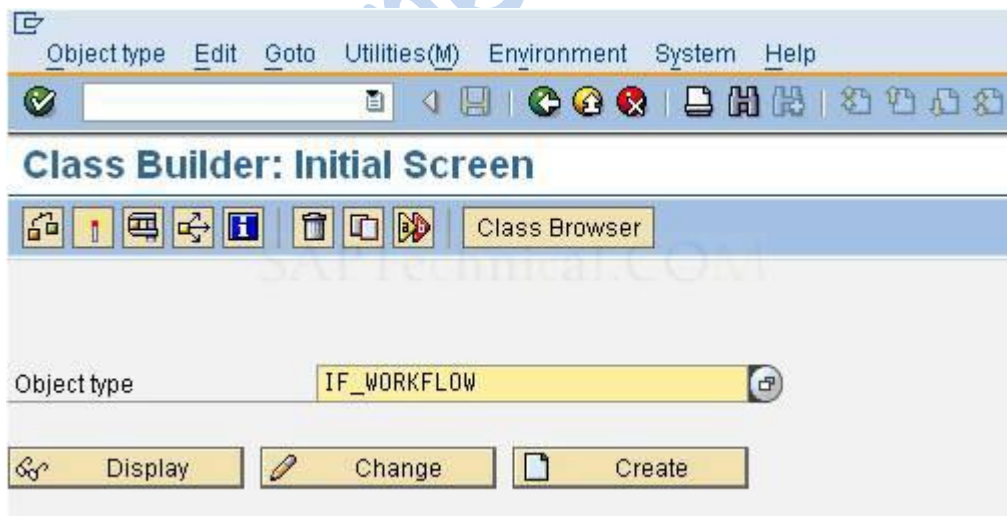 Object type Edit Goto Utilities(M) Environment System Help
Class Builder: Initial Screen
Class Browser
SAPTechnical.COM
Object type IF_WORKFLOW
Display Change Create